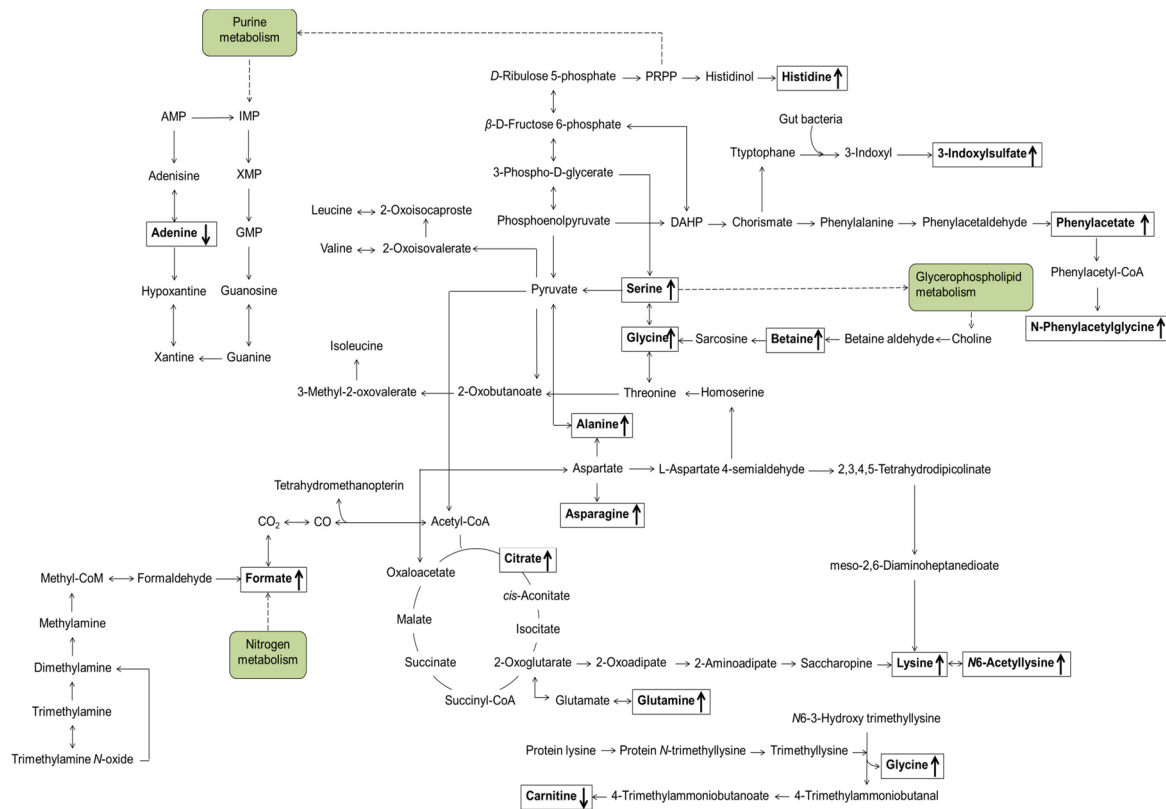 Purine
metabolism
D-Ribulose 5-phosphate
PRPP
Histidinol
Histidine
AMP
IMP
β-D-Fructose 6-phosphate
Gut bacteria
Ttyptophane
3-Indoxyl
3-Indoxylsulfate
Adenisine
XMP
3-Phospho-D-glycerate
Leucine
2-Oxoisocaproste
Phosphoenolpyruvate
DAHP
Chorismate
Phenylalanine
Phenylacetaldehyde
Phenylacetate
Adenine
GMP
Valine
2-Oxoisovalerate
Phenylacetyl-CoA
Hypoxantine
Guanosine
Pyruvate
Serine
Glycerophospholipid
metabolism
N-Phenylacetylglycine
Glycine
Sarcosine
Betaine
Betaine aldehyde
Choline
Xantine
Guanine
Isoleucine
3-Methyl-2-oxovalerate
2-Oxobutanoate
Threonine
Homoserine
Alanine
Aspartate
L-Aspartate 4-semialdehyde
2,3,4,5-Tetrahydrodipicolinate
Tetrahydromethanopterin
Asparagine
CO2
CO
Acetyl-CoA
Citrate
Oxaloacetate
meso-2,6-Diaminoheptanedioate
Methyl-CoM
Formaldehyde
Formate
cis-Aconitate
Methylamine
Malate
Isocitate
Nitrogen
metabolism
Dimethylamine
Succinate
2-Oxoglutarate
2-Oxoadipate
2-Aminoadipate
Saccharopine
Lysine
N6-Acetyllysine
Succinyl-CoA
Glutamate
Glutamine
Trimethylamine
N6-3-Hydroxy trimethyllysine
Trimethylamine N-oxide
Protein lysine
Protein N-trimethyllysine
Trimethyllysine
Glycine
Carnitine
4-Trimethylammoniobutanoate
4-Trimethylammoniobutanal